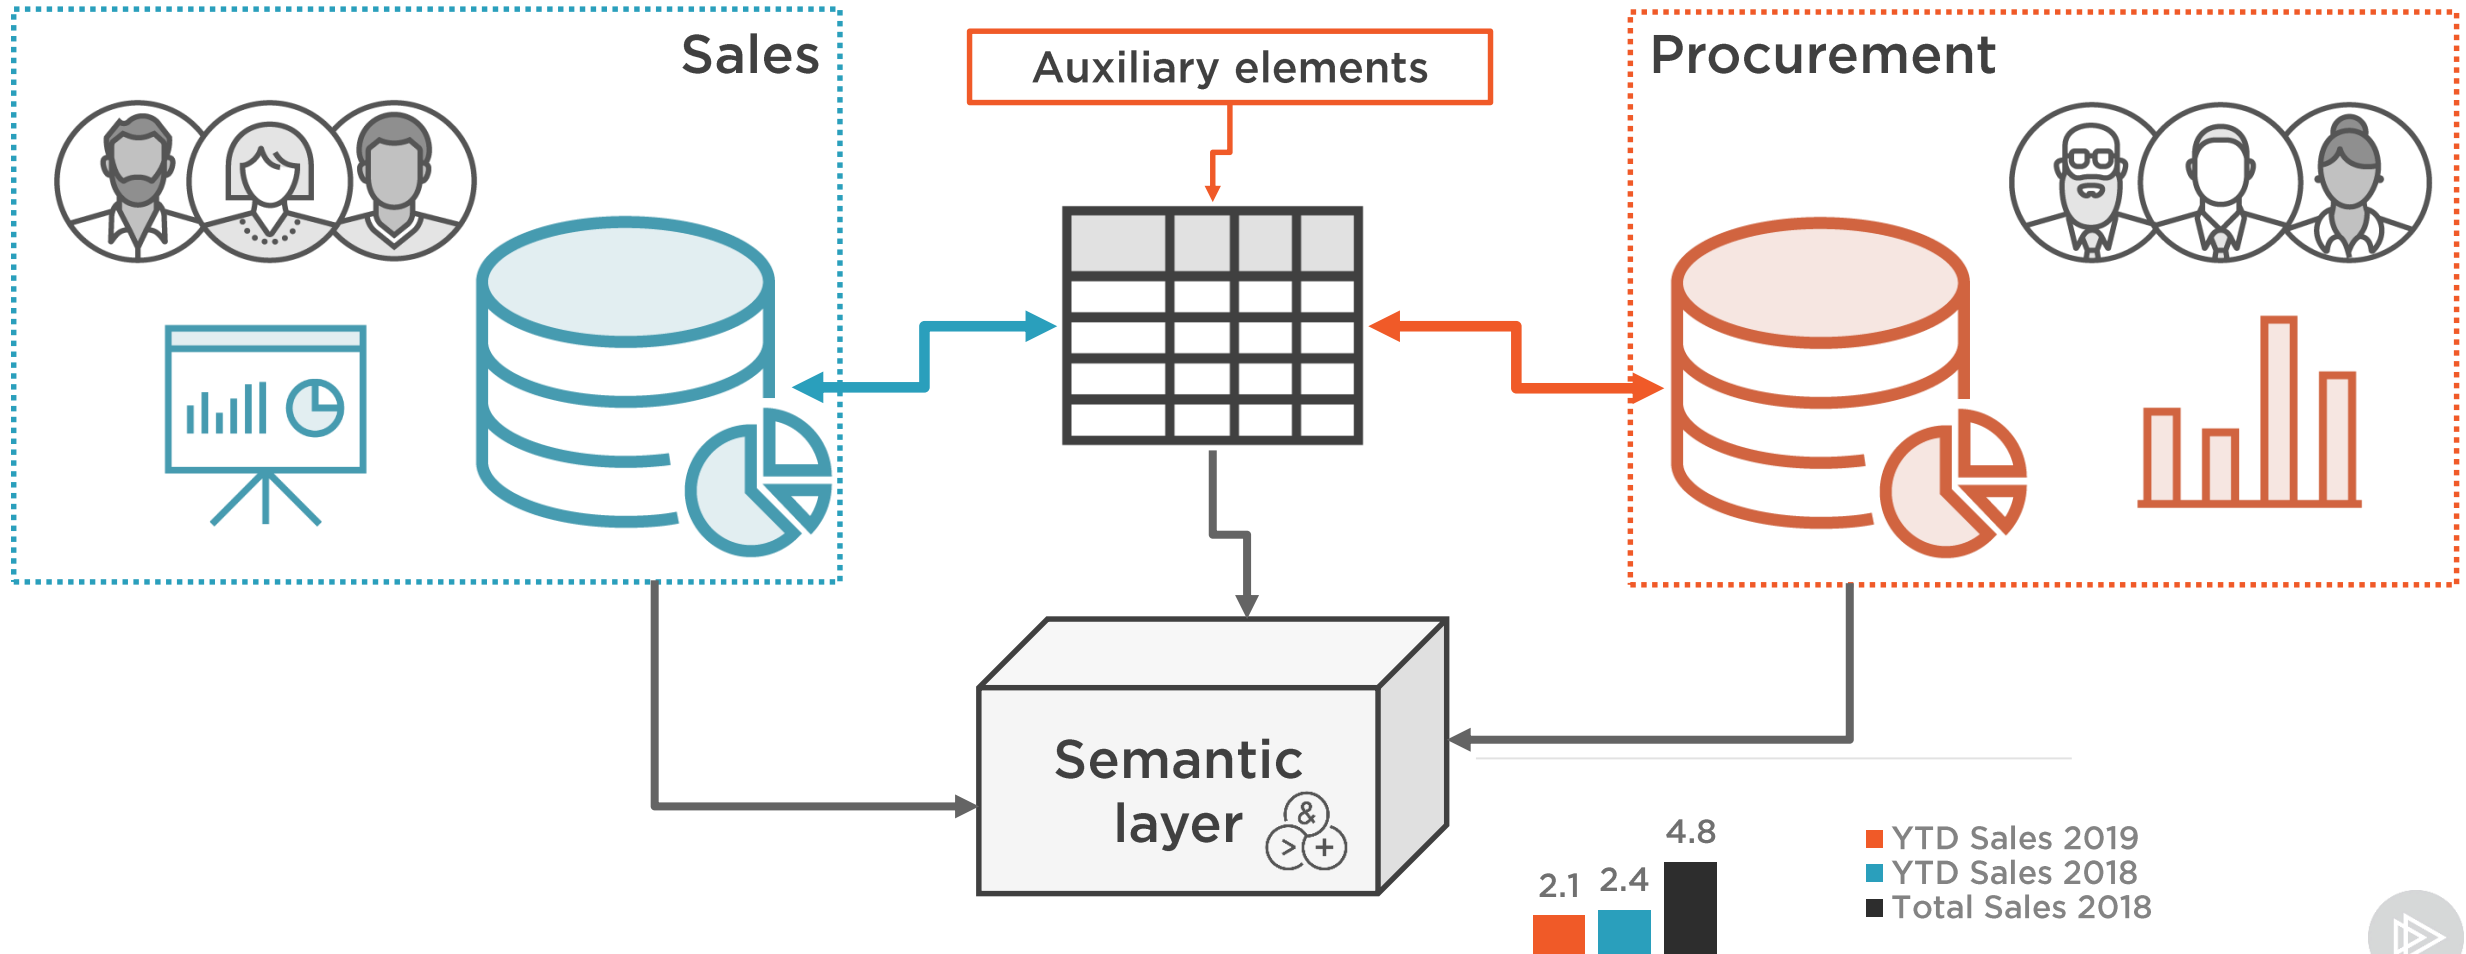 Sales
Auxiliary elements
Procurement
Semantic
layer
&
> +
4.8
2.1 2.4
YTD Sales 2019
YTD Sales 2018
Total Sales 2018